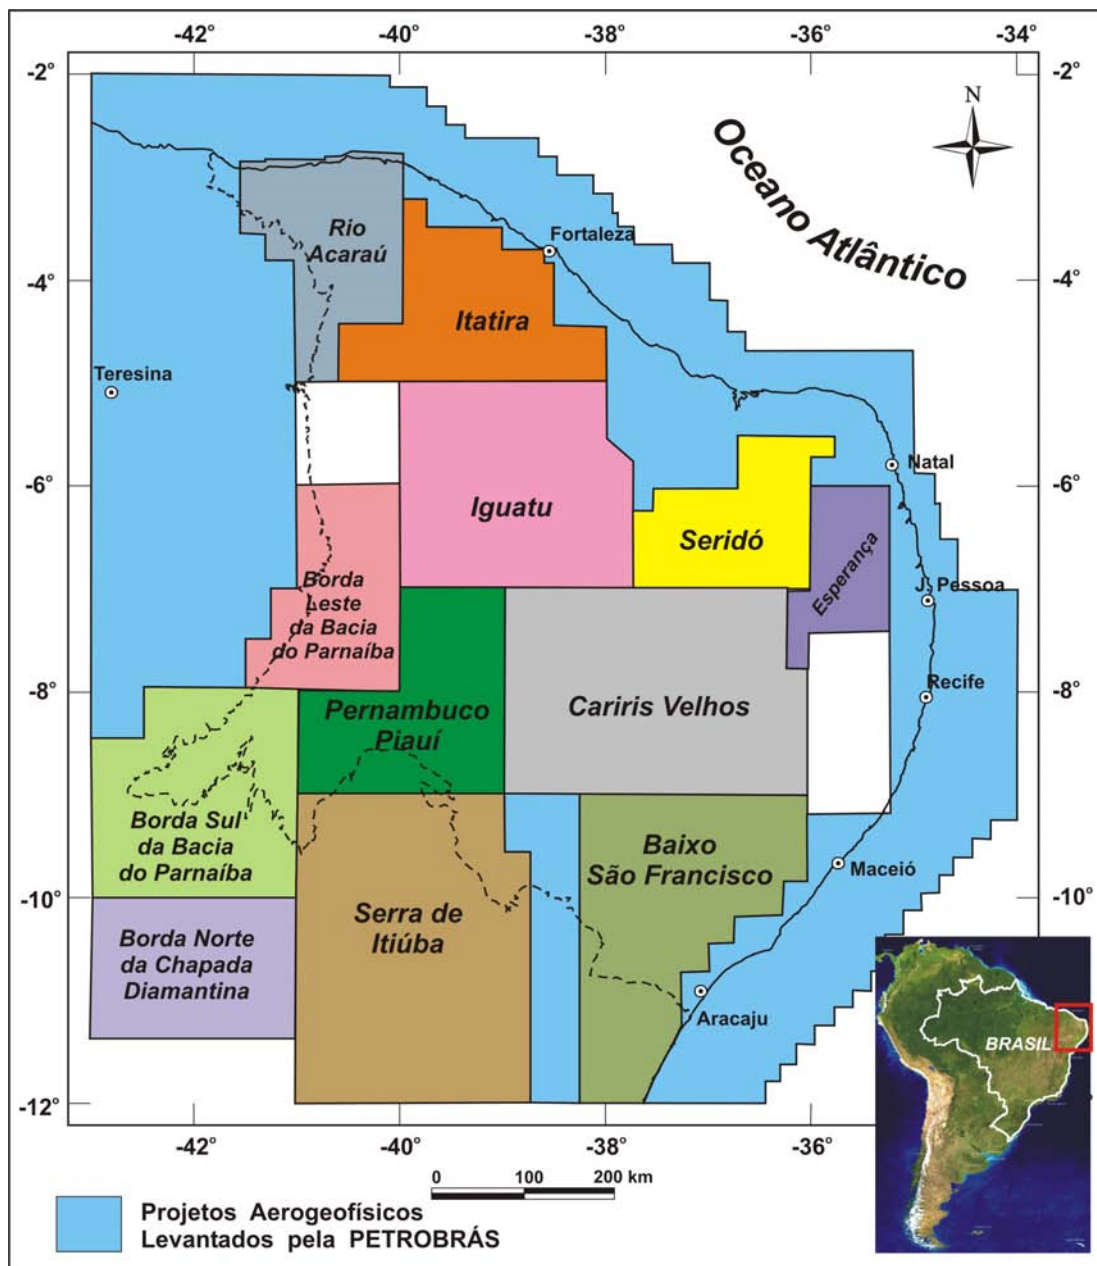 -42° -40° -38° -36° -34°
-2° -2°
N
Oceano Atlântico
Rio
Acaraú
Fortaleza
-4° -4°
Itatira
Teresina
Natal
-6° -6°
Iguatu
Seridó
Esperança
J. Pessoa
Borda
Leste
da Bacia
do Parnaíba
-8° -8°
Recife
Pernambuco
Piauí
Cariris Velhos
Borda Sul
da Bacia
do Parnaíba
Baixo
São Francisco
Maceió
-10° -10°
Serra de
Itiúba
Borda Norte
da Chapada
Diamantina
Aracaju
BRASIL
-12° -12°
-42° -40° -38° -36°
0 100 200 km
Projetos Aerogeofísicos
Levantados pela PETROBRÁS